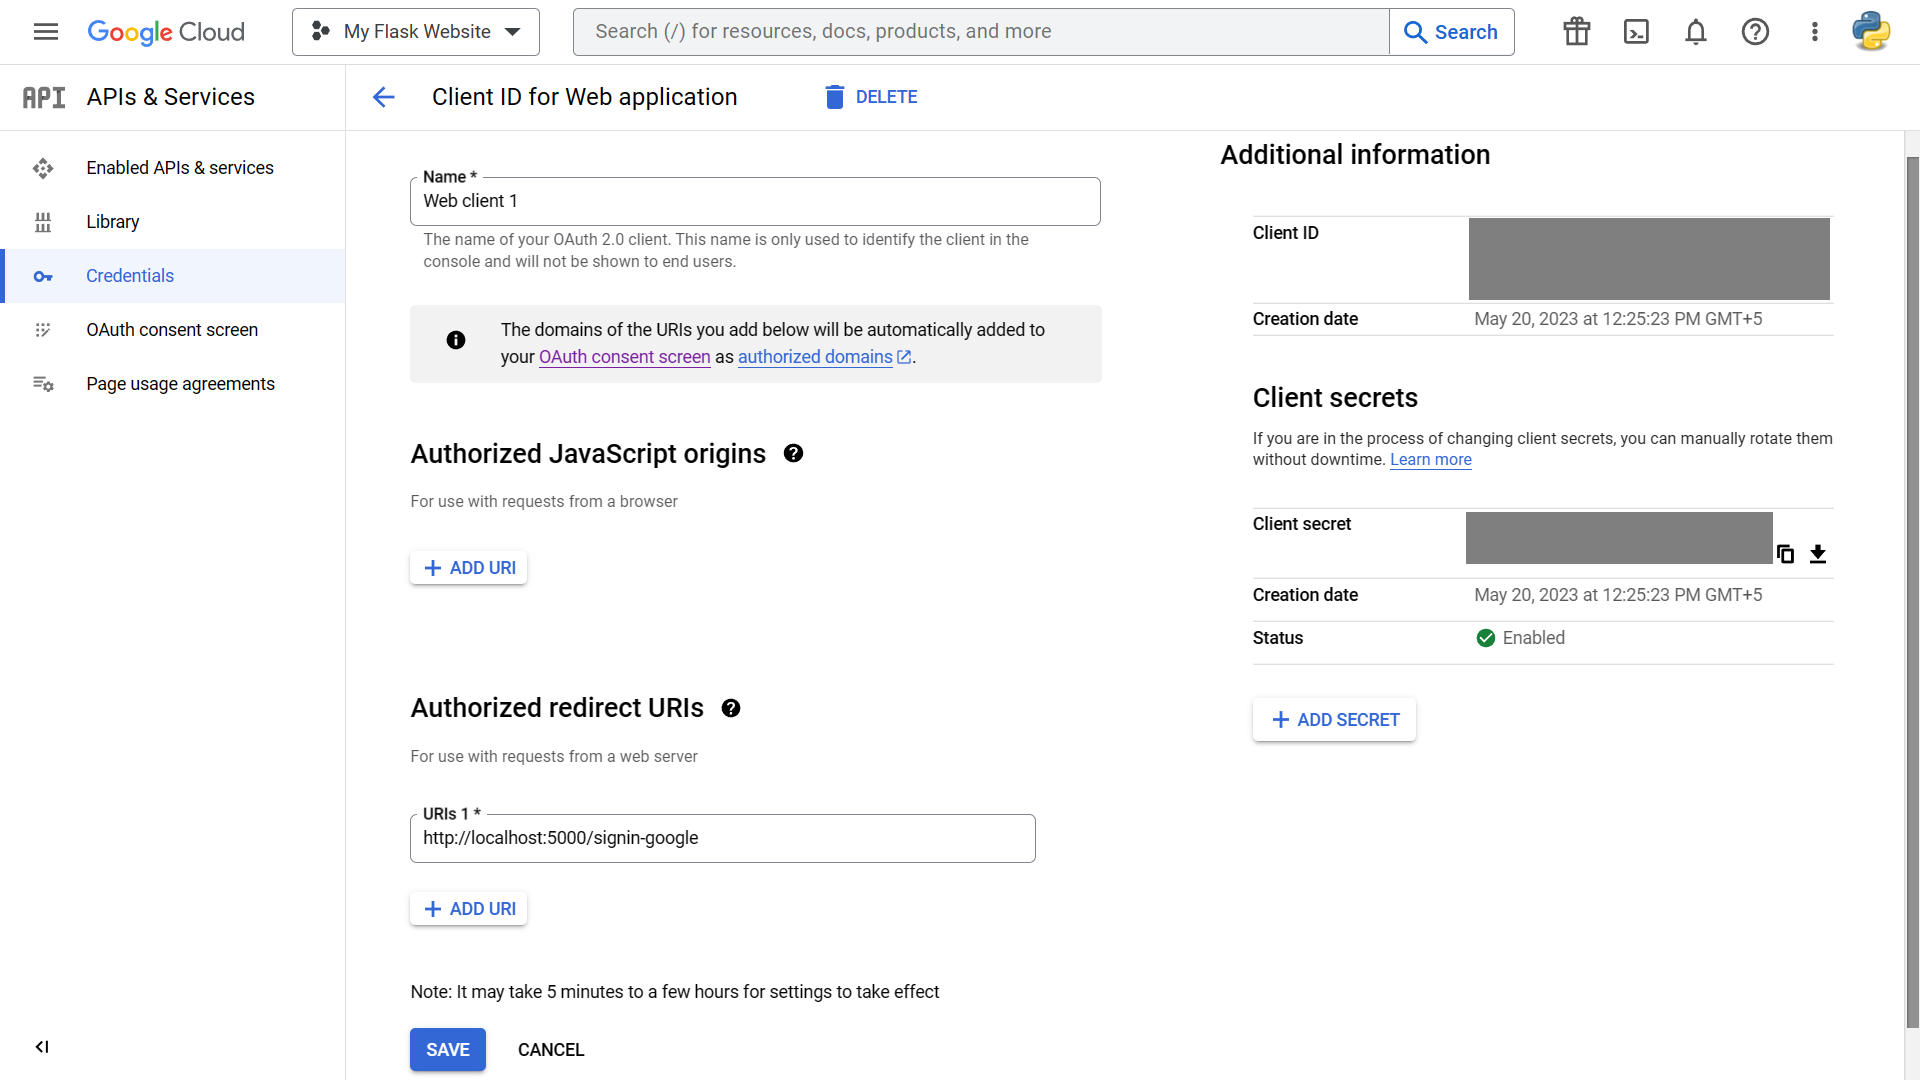 Google Cloud
My Flask Website
Search (/) for resources, docs, products, and more
Search
API APIs & Services
Client ID for Web application
DELETE
Enabled APIs & services
Library
Credentials
OAuth consent screen
Page usage agreements
Name *
Web client 1
The name of your OAuth 2.0 client. This name is only used to identify the client in the
console and will not be shown to end users.
The domains of the URIs you add below will be automatically added to
your OAuth consent screen as authorized domains.
Authorized JavaScript origins
For use with requests from a browser
ADD URI
Authorized redirect URIs
For use with requests from a web server
URIs 1 *
http://localhost:5000/signin-google
ADD URI
Note: It may take 5 minutes to a few hours for settings to take effect
SAVE
CANCEL
Additional information
Client ID
Creation date May 20, 2023 at 12:25:23 PM GMT+5
Client secrets
If you are in the process of changing client secrets, you can manually rotate them
without downtime. Learn more
Client secret
Creation date May 20, 2023 at 12:25:23 PM GMT+5
Status Enabled
ADD SECRET